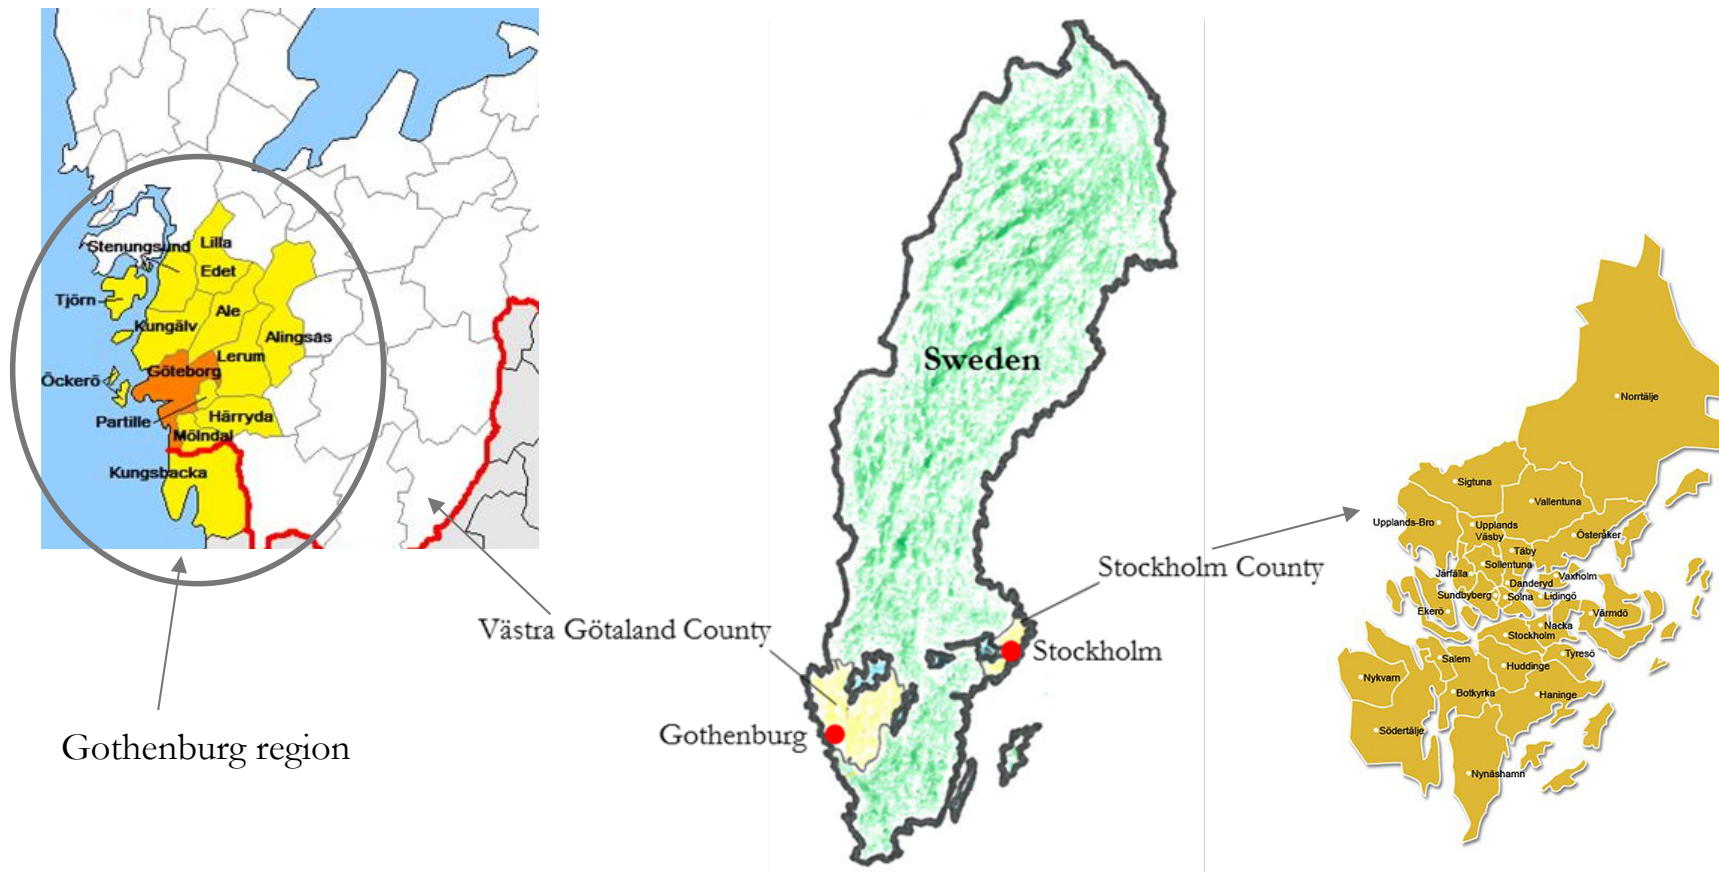 Stenungsund
Lilla
Edet
Tjörn
Ale
Kungälv
Alingsås
Lerum
Göteborg
Öckerö
Partille
Härryda
Mölndal
Kungsbacka
Gothenburg region
Västra Götaland County
Sweden
Stockholm County
Stockholm
Gothenburg
Norrtälje
Sigtuna
Vallentuna
Upplands-Bro
Upplands
Väsby
Österåker
Täby
Sollentuna
Järfälla
Vaxholm
Danderyd
Sundbyberg
Solna
Lidingö
Ekerö
Värmdö
Nacka
Stockholm
Tyresö
Salem
Huddinge
Nykvarn
Botkyrka
Haninge
Södertälje
Nynäshamn